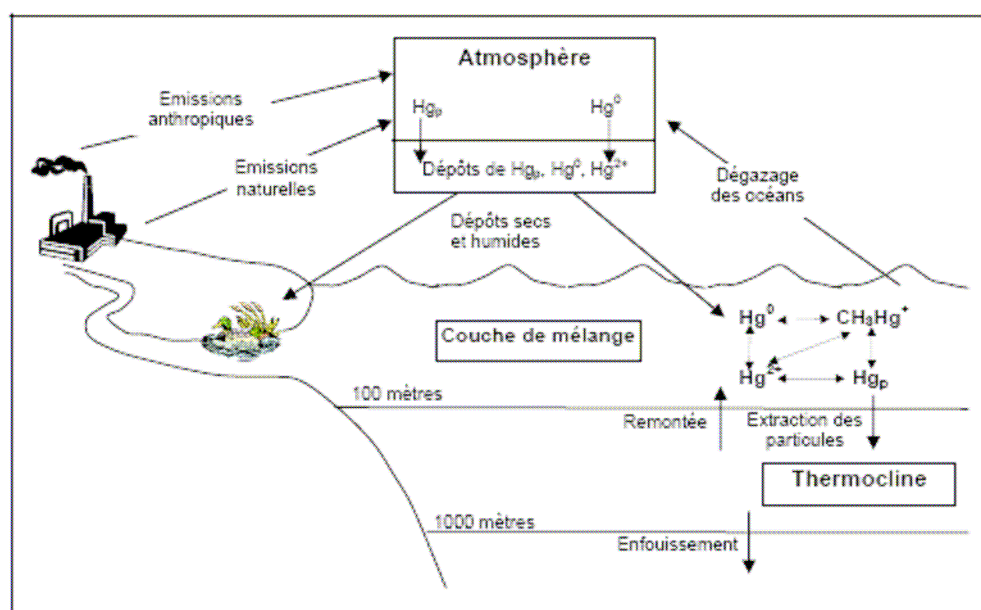 Atmosphère
Emissions
anthropiques
Hgₚ
Hg⁰
Emissions
naturelles
Dépôts de Hgₚ, Hg⁰, Hg²⁺
Dégazage
des océans
Dépôts secs
et humides
Couche de mélange
Hg⁰
CH₃Hg⁺
Hg²⁺
Hgₚ
100 mètres
Remontée
Extraction des
particules
Thermocline
1000 mètres
Enfouissement